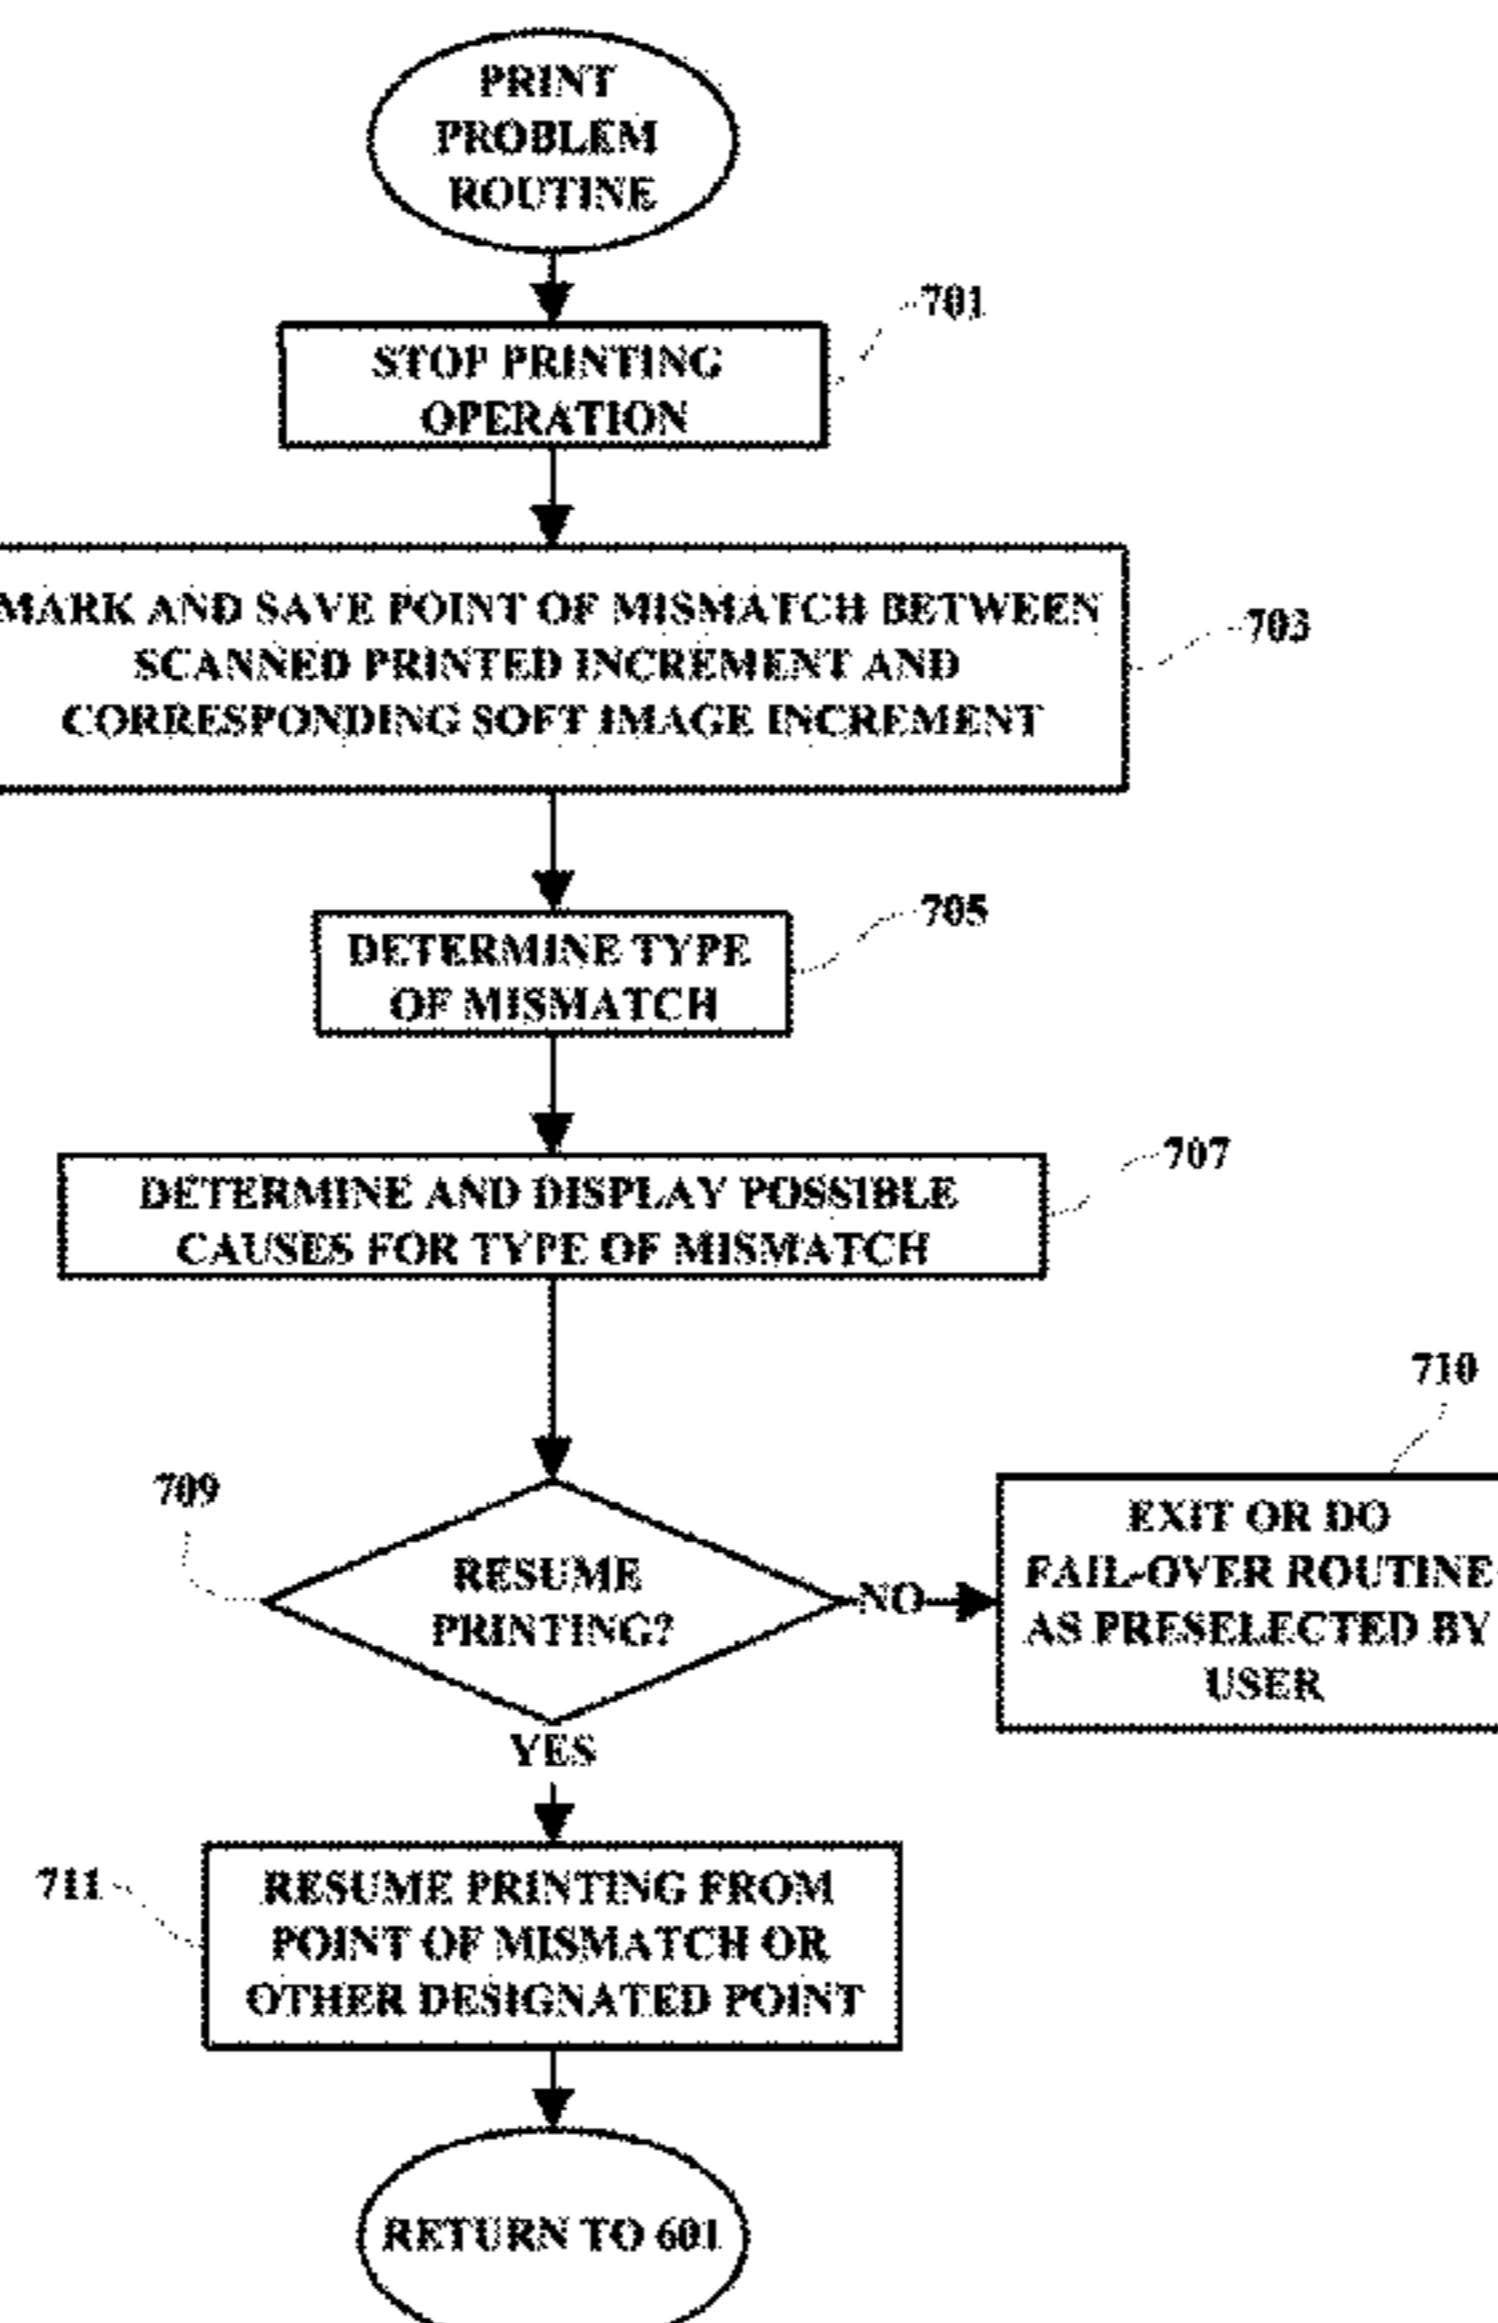 PRINT
PROBLEM
ROUTINE
701
STOP PRINTING
OPERATION
MARK AND SAVE POINT OF MISMATCH BETWEEN
SCANNED PRINTED INCREMENT AND
CORRESPONDING SOFT IMAGE INCREMENT
703
705
DETERMINE TYPE
OF MISMATCH
707
DETERMINE AND DISPLAY POSSIBLE
CAUSES FOR TYPE OF MISMATCH
710
709
RESUME
PRINTING?
NO
EXIT OR DO
FAIL-OVER ROUTINE
AS PRESELECTED BY
USER
YES
711
RESUME PRINTING FROM
POINT OF MISMATCH OR
OTHER DESIGNATED POINT
RETURN TO 601